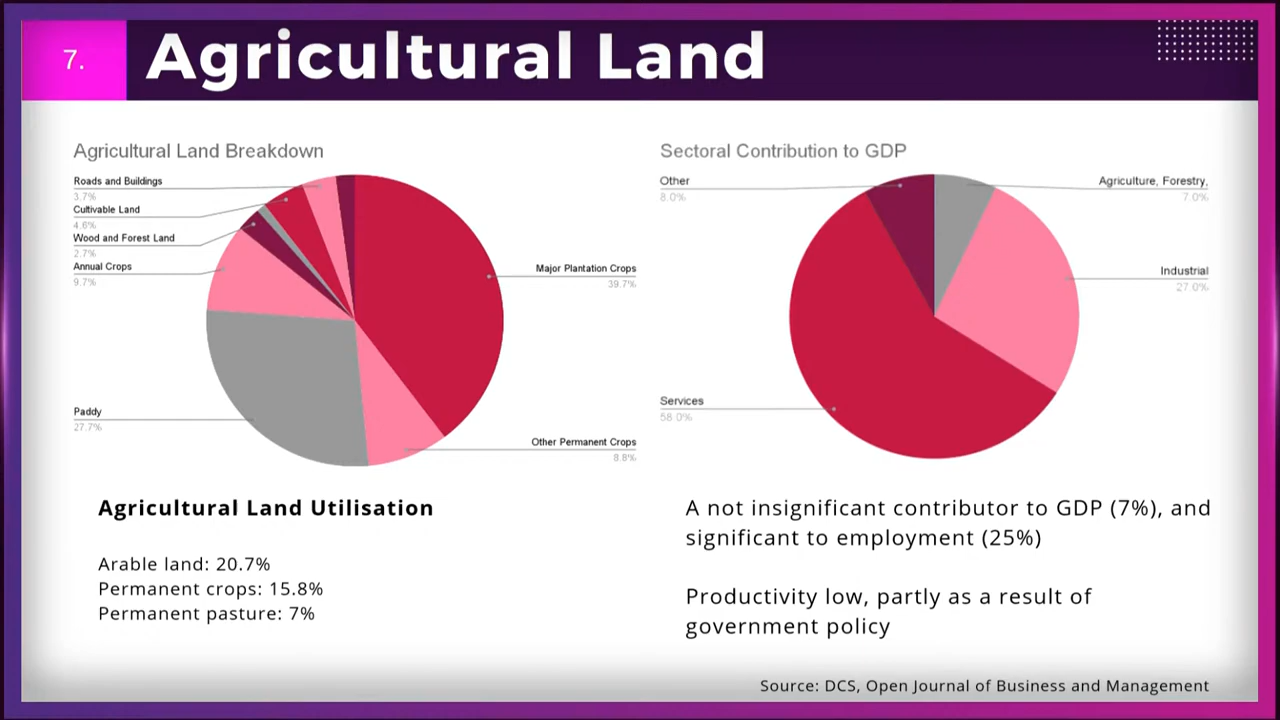 7.
Agricultural Land
Agricultural Land Breakdown
Roads and Buildings
3.7%
Cultivable Land
4.6%
Wood and Forest Land
2.7%
Annual Crops
9.7%
Paddy
27.7%
Major Plantation Crops
39.7%
Other Permanent Crops
8.8%
Sectoral Contribution to GDP
Other
8.0%
Services
58.0%
Agriculture, Forestry,
7.0%
Industrial
27.0%
Agricultural Land Utilisation
Arable land: 20.7%
Permanent crops: 15.8%
Permanent pasture: 7%
A not insignificant contributor to GDP (7%), and
significant to employment (25%)
Productivity low, partly as a result of
government policy
Source: DCS, Open Journal of Business and Management